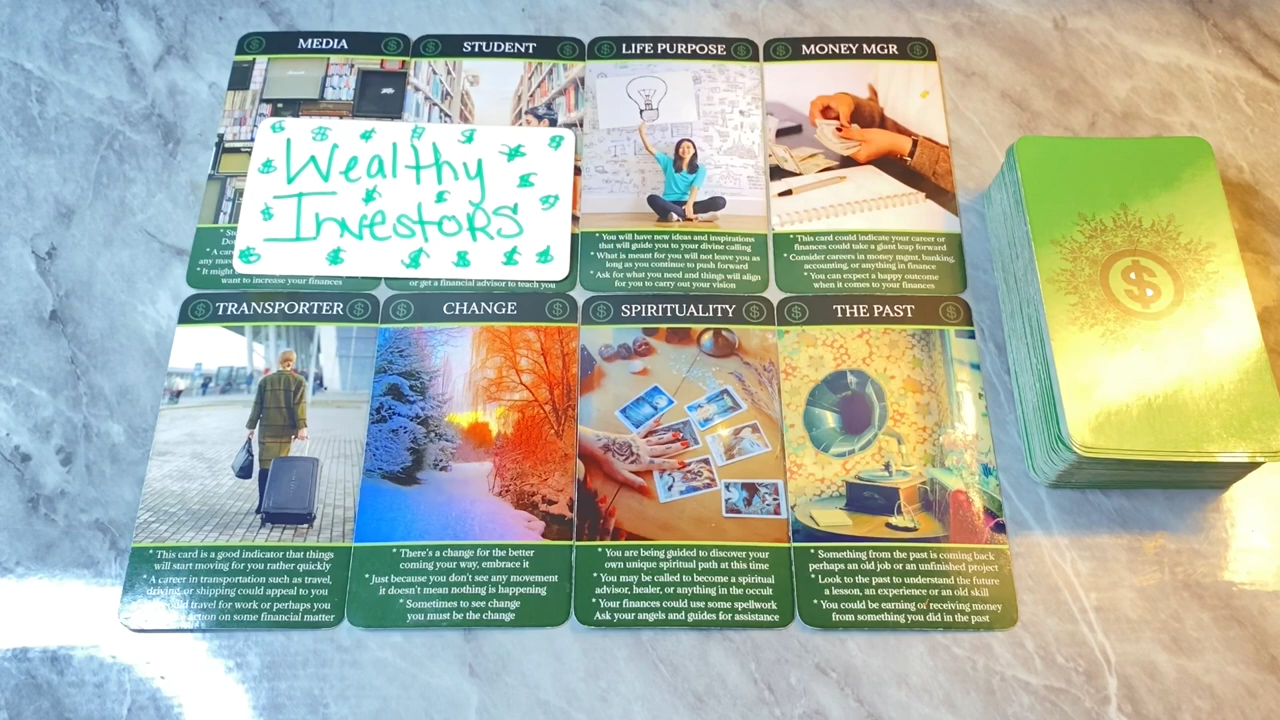 MEDIA
STUDENT
LIFE PURPOSE
MONEY MGR
Wealthy
Investors
want to increase your finances
or get a financial advisor to teach you
* You will have new ideas and inspirations
that will guide you to your divine calling
* What is meant for you will not leave you as
long as you continue to push forward
* Ask for what you need and things will align
for you to carry out your vision
* This card could indicate your career or
finances could take a giant leap forward
* Consider careers in money mgmt, banking,
accounting, or anything in finance
* You can expect a happy outcome
when it comes to your finances
TRANSPORTER
CHANGE
SPIRITUALITY
THE PAST
* This card is a good indicator that things
will start moving for you rather quickly
* A career in transportation such as travel,
driving or shipping could appeal to you
travel for work or perhaps you
action on some financial matter
* There's a change for the better
coming your way, embrace it
* Just because you don't see any movement
it doesn't mean nothing is happening
* Sometimes to see change
you must be the change
* You are being guided to discover your
own unique spiritual path at this time
* You may be called to become a spiritual
advisor, healer, or anything in the occult
* Your finances could use some spellwork
Ask your angels and guides for assistance
* Something from the past is coming back
perhaps an old job or an unfinished project
* Look to the past to understand the future
a lesson, an experience or an old skill
* You could be earning or receiving money
from something you did in the past
$